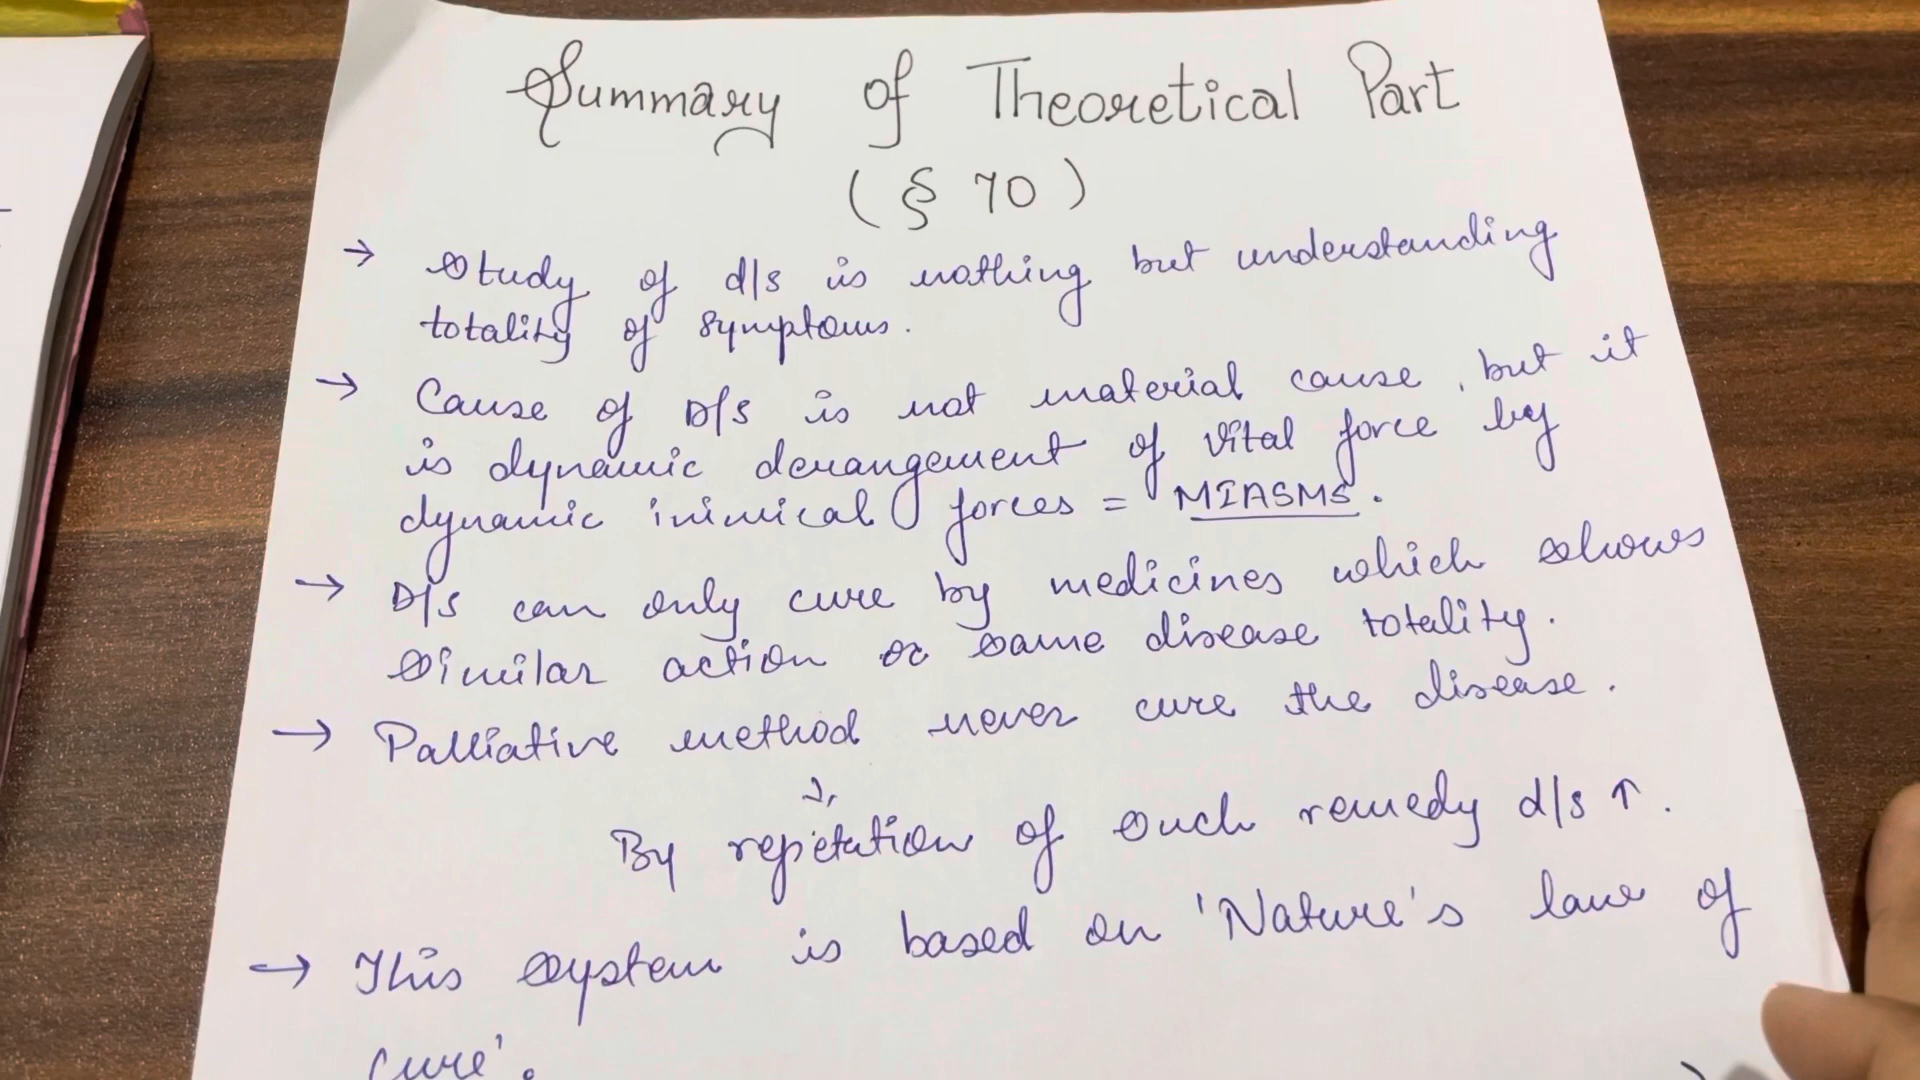 Summary of Theoretical Part
(§ 70)
→ Study of d/s is nothing but understanding
totality of symptoms.
→ Cause of D/s is not material cause, but it
is dynamic derangement of vital force by
dynamic inimical forces = MIASMS.
→ D/s can only cure by medicines which shows
similar action or same disease totality.
→ Palliative method never cure the disease.
By repetation of such remedy d/s ↑.
→ This system is based on 'Nature's law of
cure'.